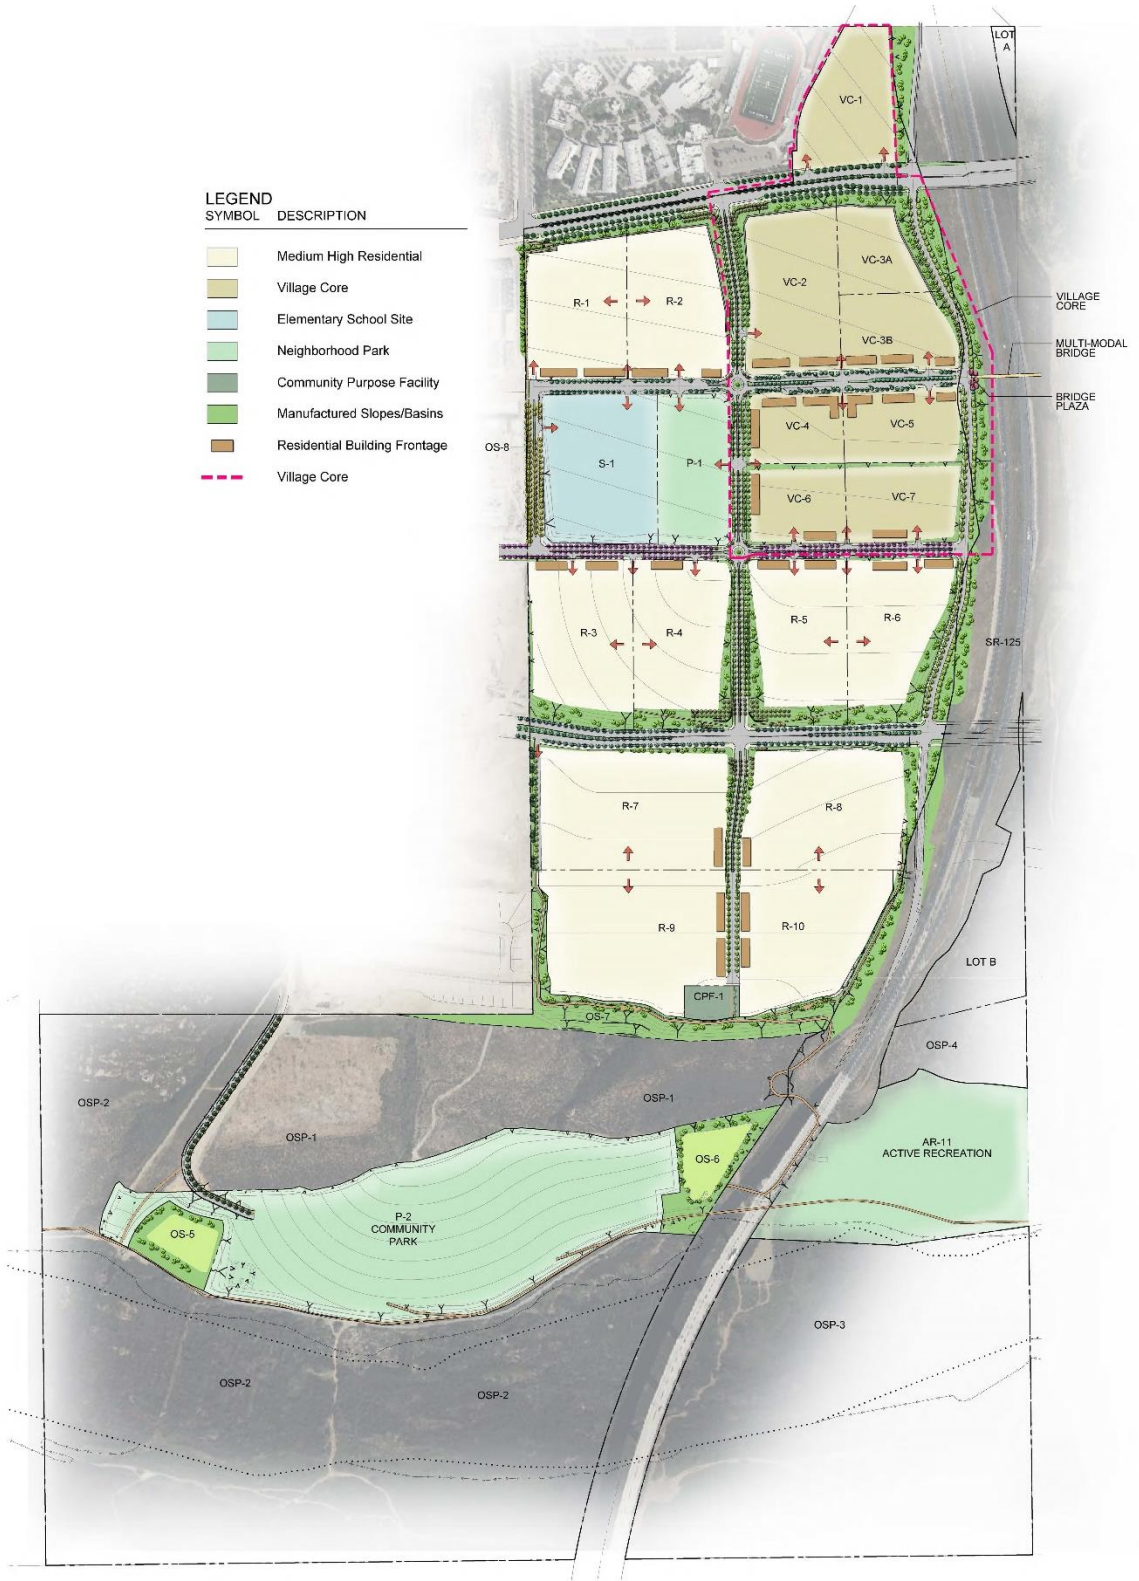 LOT
A
VC-1
LEGEND
SYMBOL DESCRIPTION
Medium High Residential
Village Core
Elementary School Site
Neighborhood Park
Community Purpose Facility
Manufactured Slopes/Basins
Residential Building Frontage
Village Core
VC-3A
VC-2
R-1
R-2
VILLAGE
CORE
VC-3B
MULTI-MODAL
BRIDGE
BRIDGE
PLAZA
VC-4
VC-5
OS-8
S-1
P-1
VC-6
VC-7
R-3
R-4
R-5
R-6
SR-125
R-7
R-8
R-9
R-10
LOT B
CPF-1
OS-7
OSP-4
OSP-2
OSP-1
OSP-1
AR-11
ACTIVE RECREATION
OS-6
P-2
COMMUNITY
PARK
OS-5
OSP-3
OSP-2
OSP-2